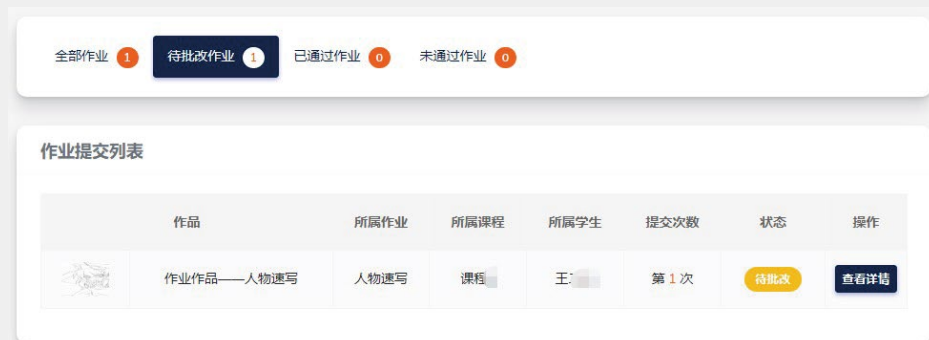 全部作业 1 待批改作业 1 已通过作业 0 未通过作业 0
作业提交列表
作品 所属作业 所属课程 所属学生 提交次数 状态 操作
作业作品——人物速写 人物速写 课程 王 第 1 次 待批改 查看详情